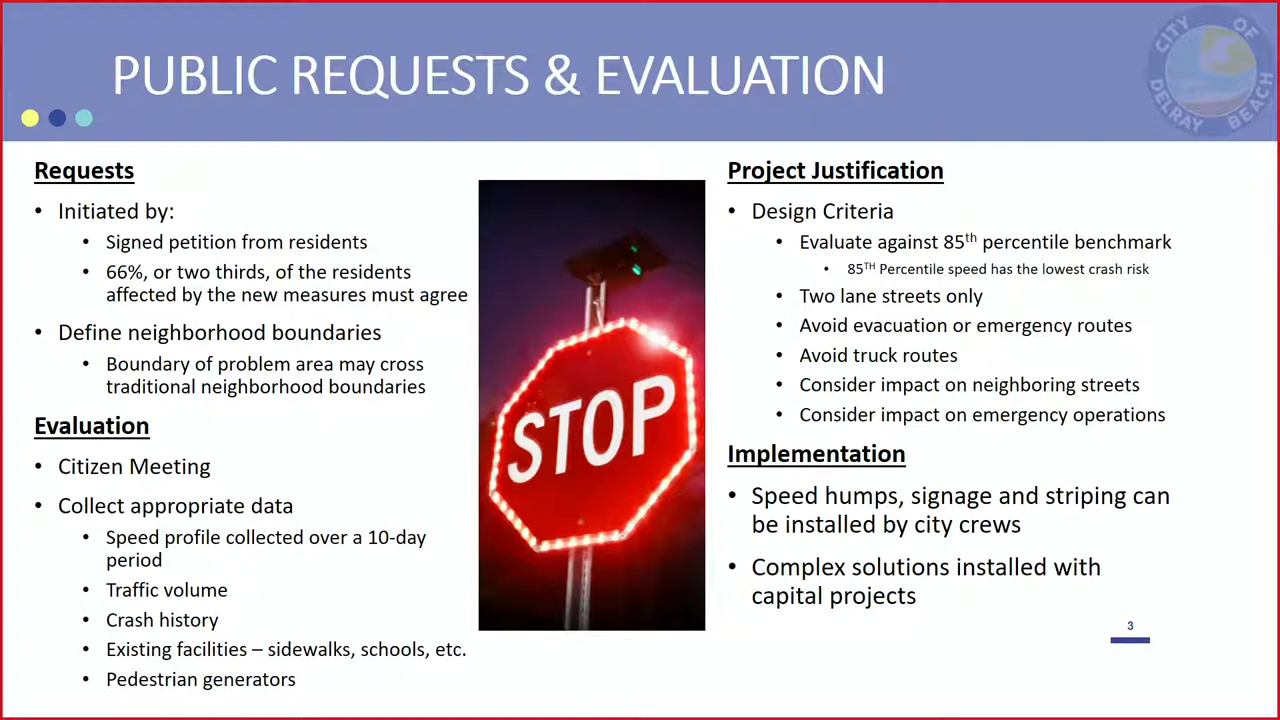 PUBLIC REQUESTS & EVALUATION
CITY OF DELRAY BEACH
Requests
• Initiated by:
• Signed petition from residents
• 66%, or two thirds, of the residents
affected by the new measures must agree
• Define neighborhood boundaries
• Boundary of problem area may cross
traditional neighborhood boundaries
Evaluation
• Citizen Meeting
• Collect appropriate data
• Speed profile collected over a 10-day
period
• Traffic volume
• Crash history
• Existing facilities – sidewalks, schools, etc.
• Pedestrian generators
STOP
Project Justification
• Design Criteria
• Evaluate against 85th percentile benchmark
• 85TH Percentile speed has the lowest crash risk
• Two lane streets only
• Avoid evacuation or emergency routes
• Avoid truck routes
• Consider impact on neighboring streets
• Consider impact on emergency operations
Implementation
• Speed humps, signage and striping can
be installed by city crews
• Complex solutions installed with
capital projects
3